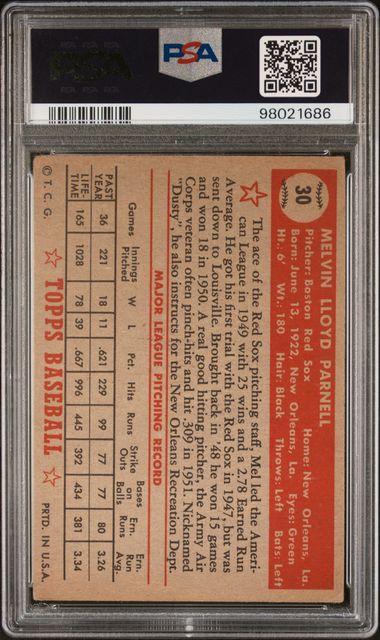 PSA
PSA
98021686
30
MELVIN LLOYD PARNELL
Pitcher: Boston Red Sox Home: New Orleans, La.
Born: June 13, 1922, New Orleans, La. Eyes: Green
Ht.: 6' Wt.: 180 Hair: Black Throws: Left Bats: Left
The ace of the Red Sox pitching staff, Mel led the Ameri-
can League in 1949 with 25 wins and a 2.78 Earned Run
Average. He got his first trial with the Red Sox in 1947, but was
sent down to Louisville. Brought back in '48 he won 15 games
and won 18 in 1950. A real good hitting pitcher, the Army Air
Corps veteran often pinch-hits and hit .309 in 1951. Nicknamed
"Dusty", he also instructs for the New Orleans Recreation Dept.
MAJOR LEAGUE PITCHING RECORD
Games Innings Pitched W L Pct. Hits Runs Strike Outs Bases on Balls Ern. Runs Ern. Run Avg.
PAST YEAR 36 221 18 11 .621 229 99 77 77 80 3.26
LIFE-TIME 165 1028 78 39 .667 996 445 392 434 381 3.34
© T. C. G. TOPPS BASEBALL PRTD. IN U.S.A.